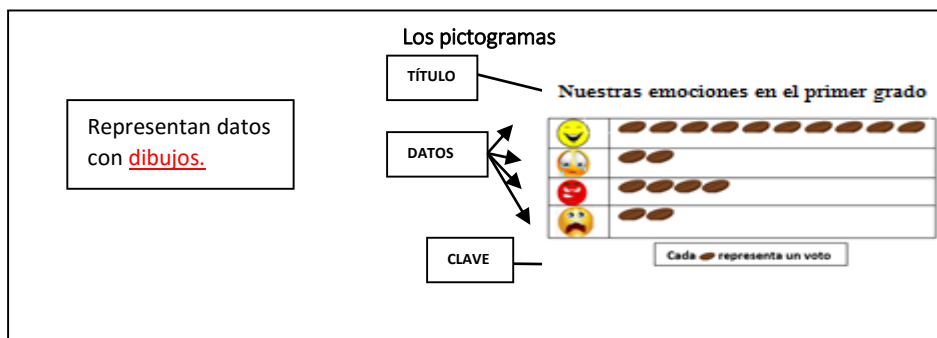 Los pictogramas
TÍTULO
Nuestras emociones en el primer grado
Representan datos
con dibujos.
DATOS
CLAVE
Cada representa un voto